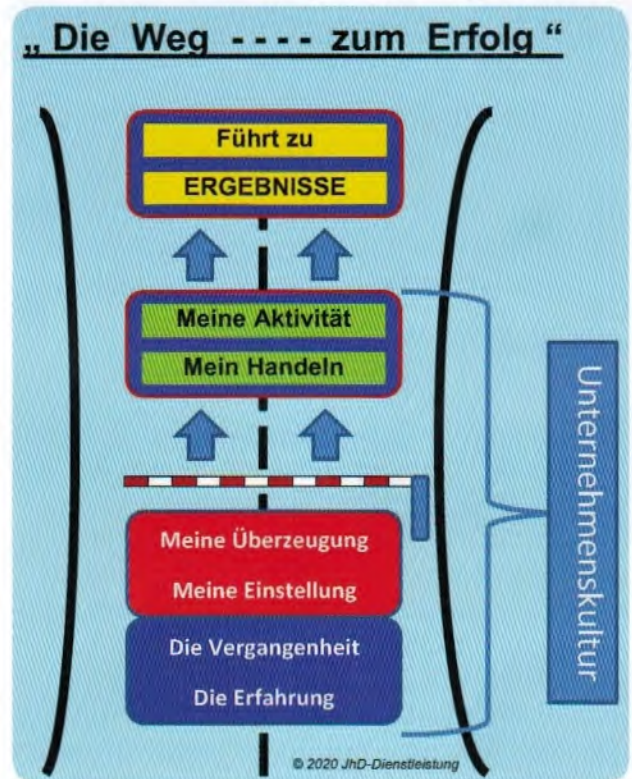 „ Die Weg - - - - zum Erfolg “
Führt zu
ERGEBNISSE
Meine Aktivität
Mein Handeln
Meine Überzeugung
Meine Einstellung
Die Vergangenheit
Die Erfahrung
Unternehmenskultur
© 2020 JhD-Dienstleistung